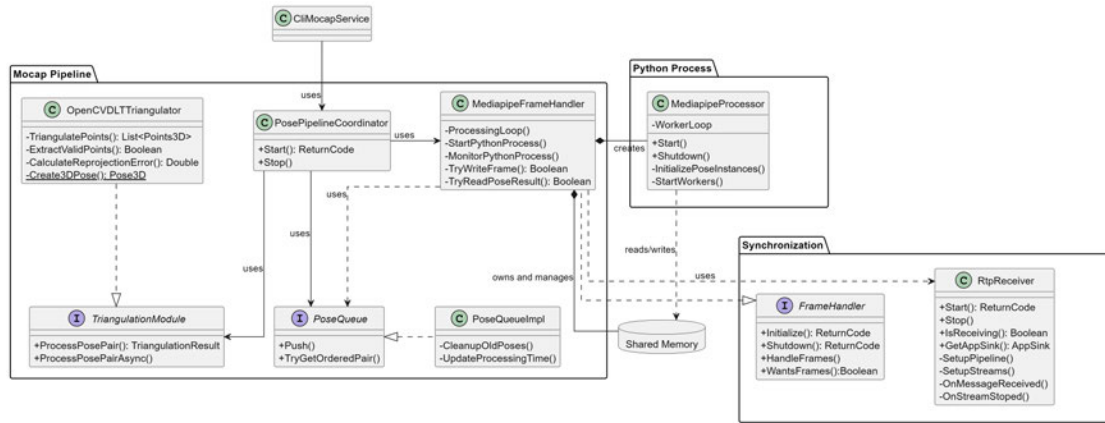 C CliMocapService
Mocap Pipeline
uses
C OpenCVDLTTriangulator
-TriangulatePoints(): List<Points3D>
-ExtractValidPoints(): Boolean
-CalculateReprojectionError(): Double
-Create3DPose(): Pose3D
C PosePipelineCoordinator
+Start(): ReturnCode
+Stop()
uses
C MediapipeFrameHandler
-ProcessingLoop()
-StartPythonProcess()
-MonitorPythonProcess()
-TryWriteFrame(): Boolean
-TryReadPoseResult(): Boolean
creates
Python Process
C MediapipeProcessor
-WorkerLoop
+Start()
+Shutdown()
-InitializePoseInstances()
-StartWorkers()
uses
uses
uses
owns and manages
reads/writes
uses
I TriangulationModule
+ProcessPosePair(): TriangulationResult
+ProcessPosePairAsync()
I PoseQueue
+Push()
+TryGetOrderedPair()
C PoseQueueImpl
-CleanupOldPoses()
-UpdateProcessingTime()
Shared Memory
Synchronization
I FrameHandler
+Initialize(): ReturnCode
+Shutdown(): ReturnCode
+HandleFrames()
+WantsFrames():Boolean
C RtpReceiver
+Start(): ReturnCode
+Stop()
+IsReceiving(): Boolean
+GetAppSink(): AppSink
-SetupPipeline()
-SetupStreams()
-OnMessageReceived()
-OnStreamStoped()